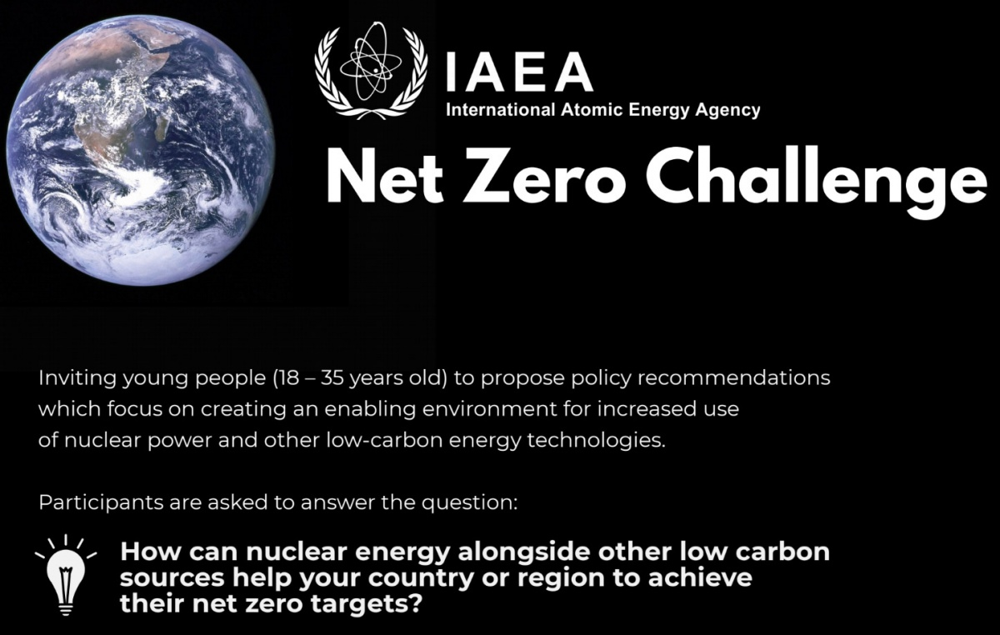 IAEA
International Atomic Energy Agency
Net Zero Challenge
Inviting young people (18 – 35 years old) to propose policy recommendations
which focus on creating an enabling environment for increased use
of nuclear power and other low-carbon energy technologies.
Participants are asked to answer the question:
How can nuclear energy alongside other low carbon
sources help your country or region to achieve
their net zero targets?